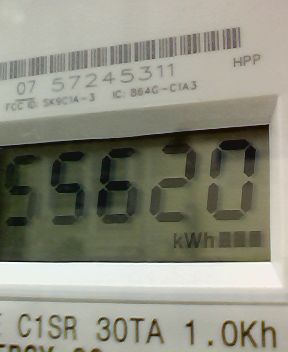 07 57245311
HPP
FCC ID: SK9C1A-3 IC: 864G-C1A3
55620
kWh
C1SR 30TA 1.0Kh